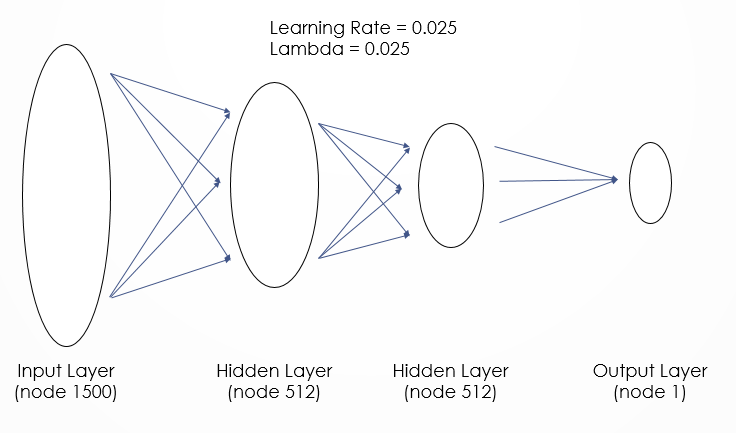 Learning Rate = 0.025
Lambda = 0.025
Input Layer
(node 1500)
Hidden Layer
(node 512)
Hidden Layer
(node 512)
Output Layer
(node 1)